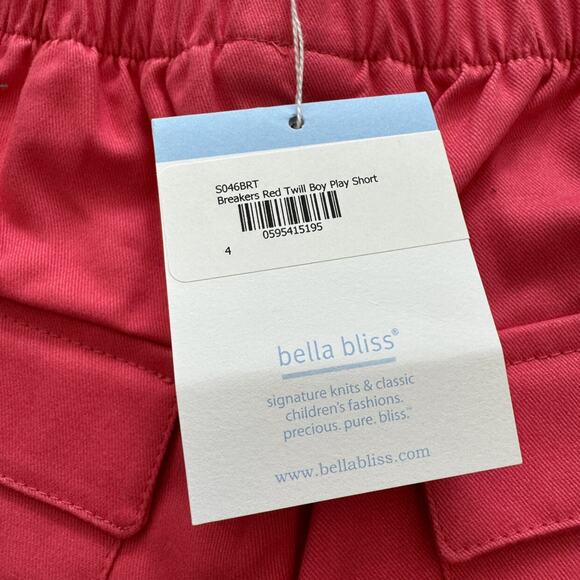 S046BRT
Breakers Red Twill Boy Play Short
0595415195
4
bella bliss®
signature knits & classic
children's fashions.
precious. pure. bliss.™
www.bellabliss.com